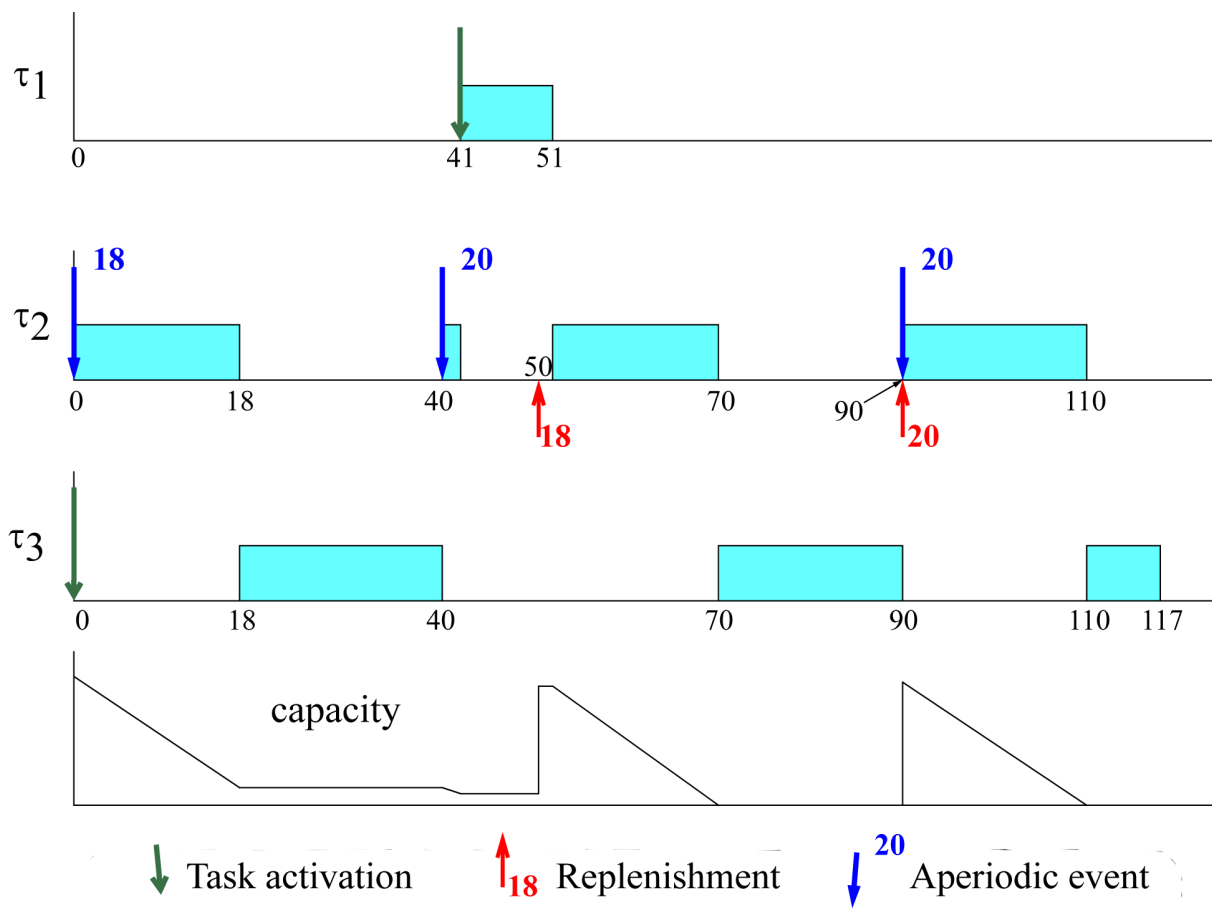 τ1
0 41 51
18 20 20
τ2
50
0 18 40 70 90 110
18 20
τ3
0 18 40 70 90 110 117
capacity
20
Task activation 18 Replenishment Aperiodic event